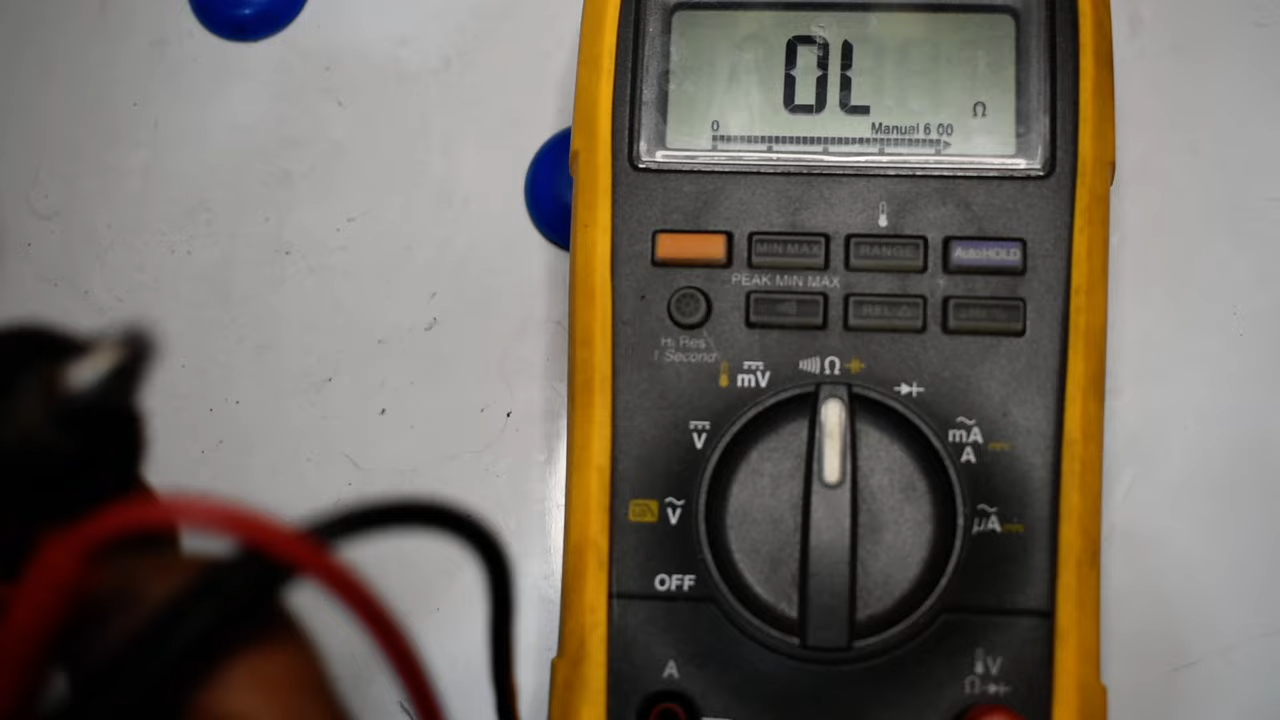 OL
Ω
0
Manual 6 00
MIN MAX
RANGE
AutoHOLD
PEAK MIN MAX
REL △
Hi Res
1 Second
mV
Ω
V
mA
A
V
µA
OFF
A
V
Ω